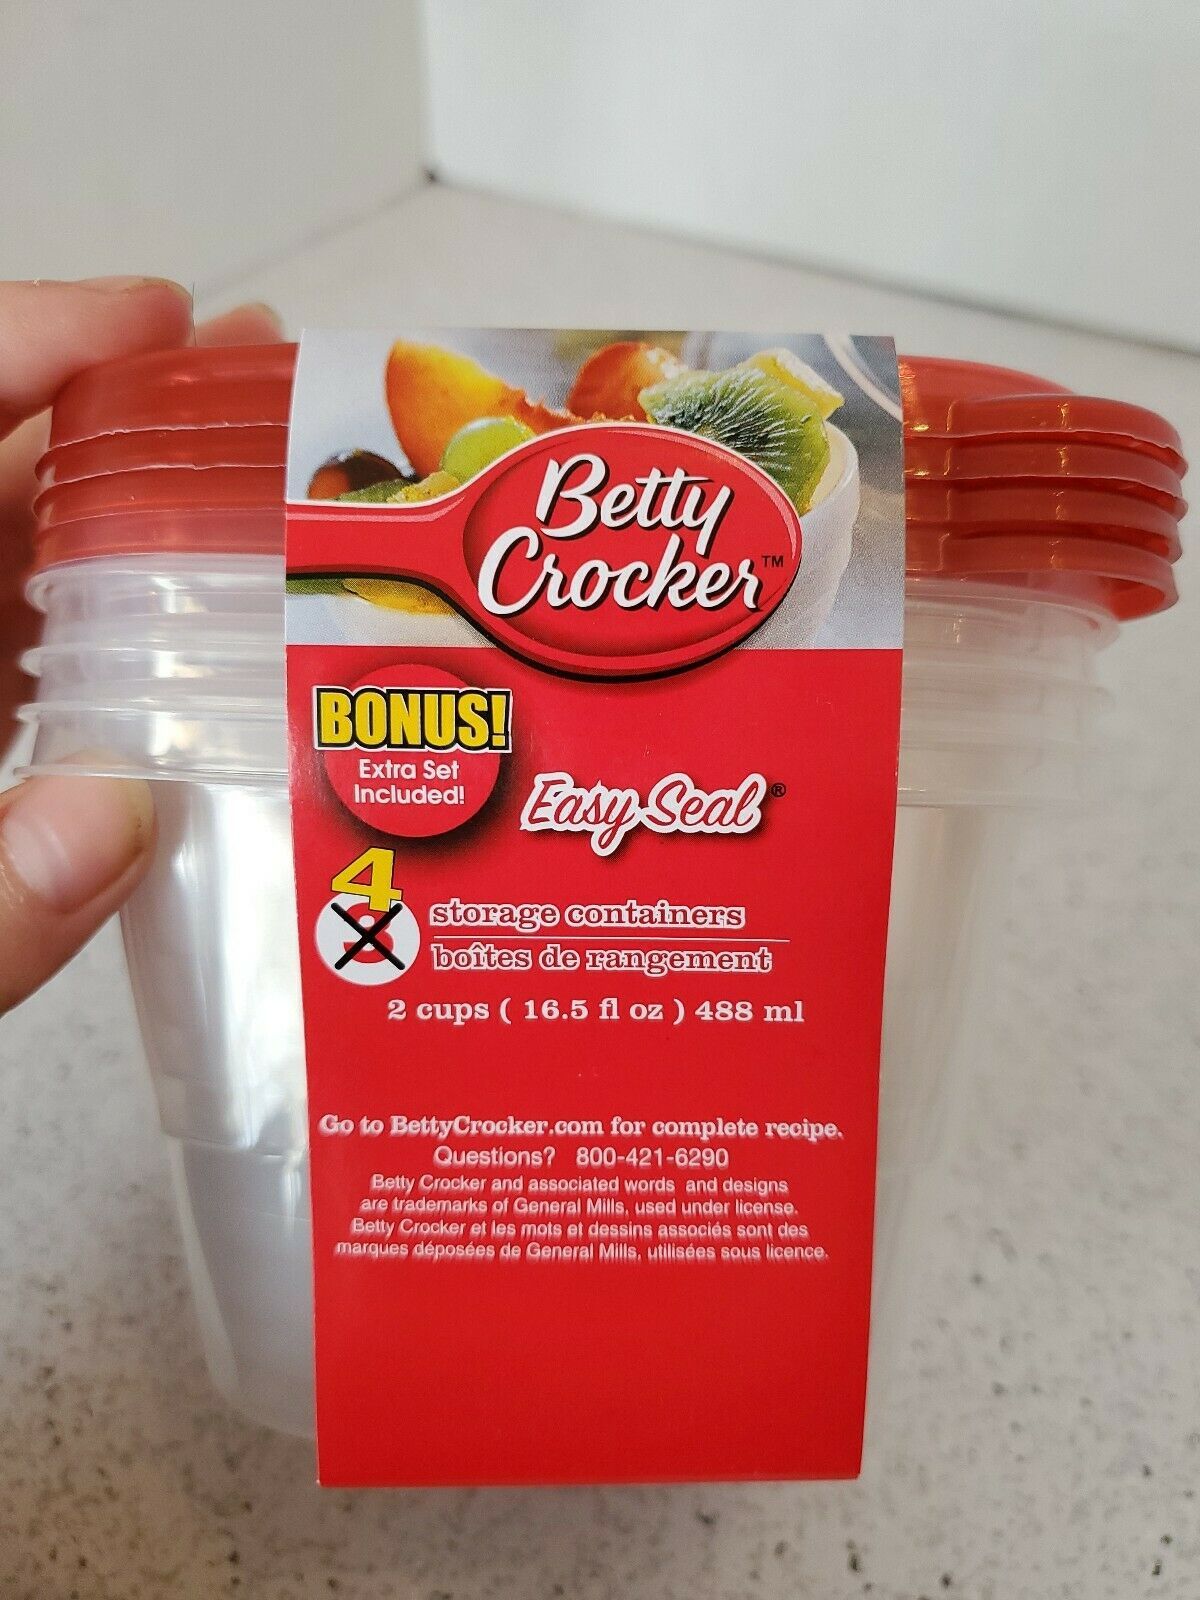 Betty
Crocker™
BONUS!
Extra Set
Included!
Easy Seal®
4
3
storage containers
boîtes de rangement
2 cups ( 16.5 fl oz ) 488 ml
Go to BettyCrocker.com for complete recipe.
Questions? 800-421-6290
Betty Crocker and associated words and designs
are trademarks of General Mills, used under license.
Betty Crocker et les mots et dessins associés sont des
marques déposées de General Mills, utilisées sous licence.